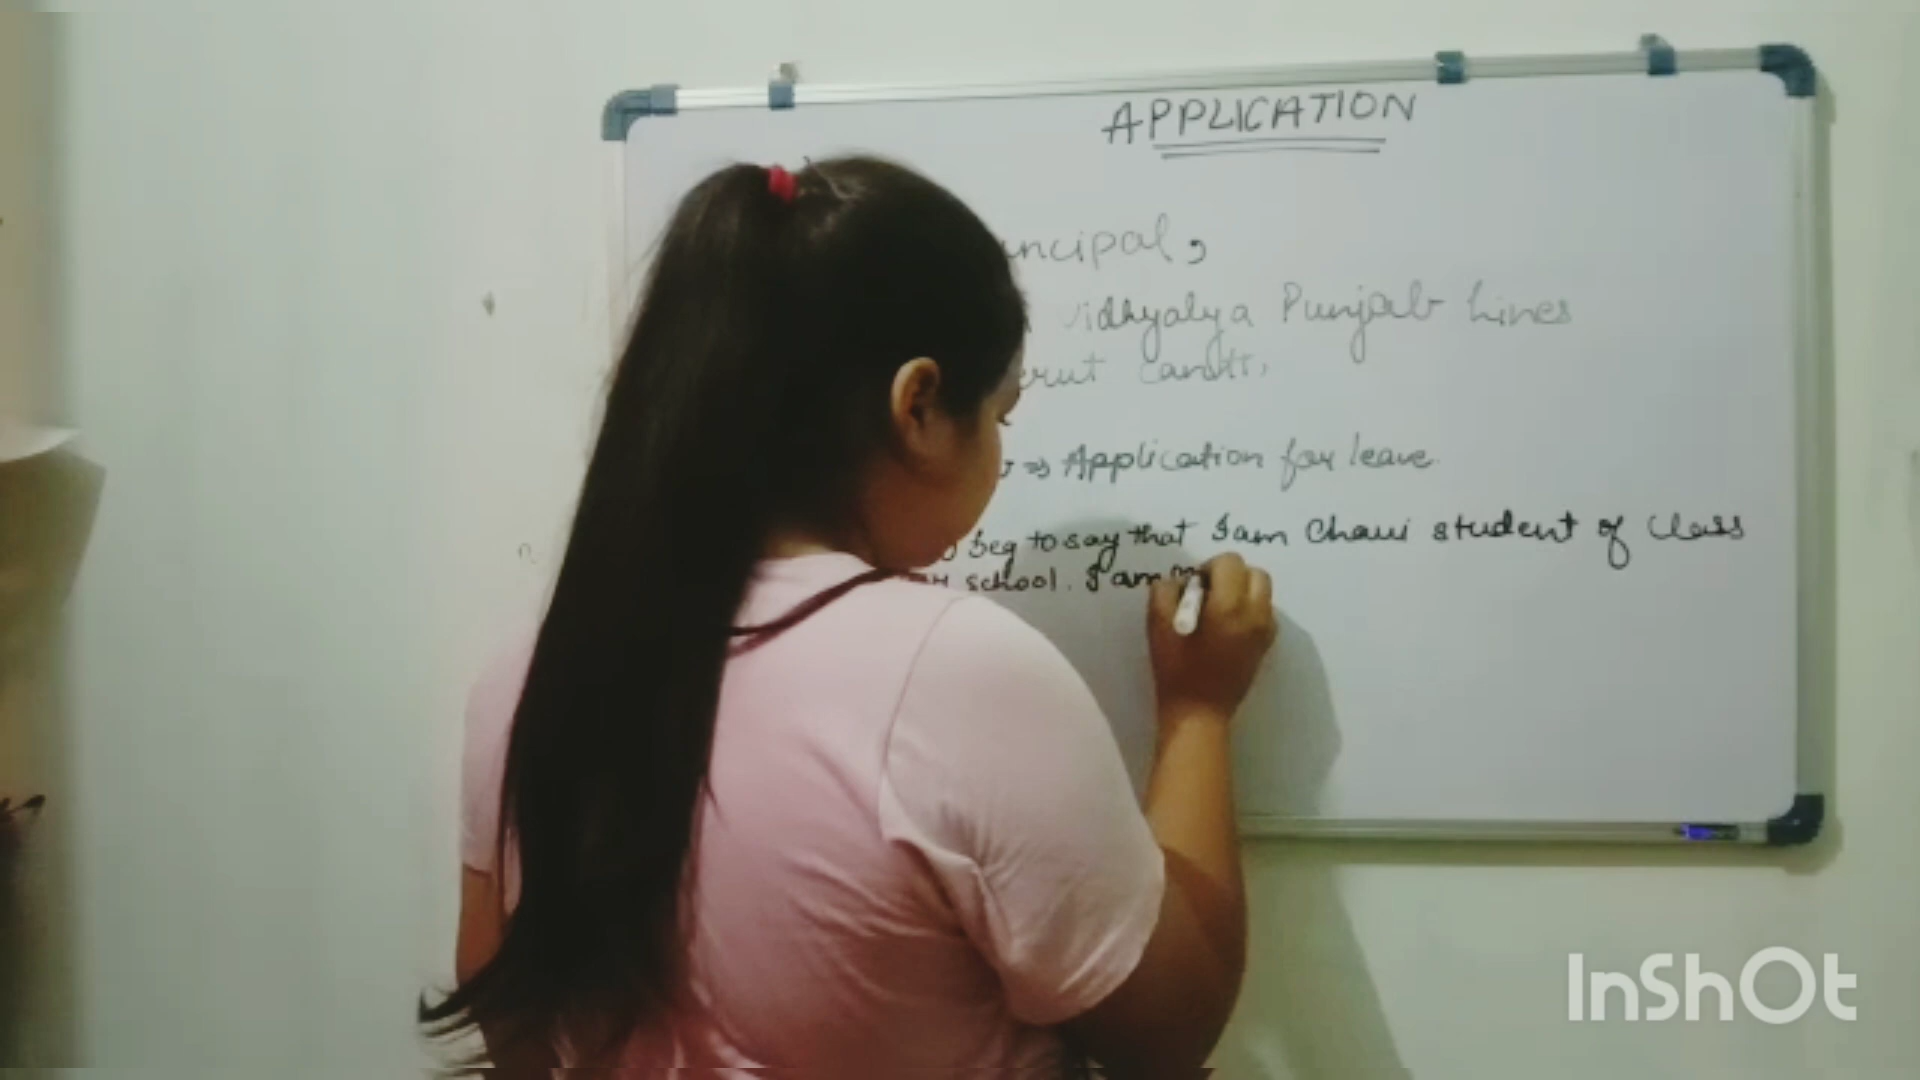 APPLICATION
ncipal,
vidhyalya Punjab Lines
erut cantt,
⇒ Application for leave.
beg to say that I am Chavi student of class
school. I am
InShOt